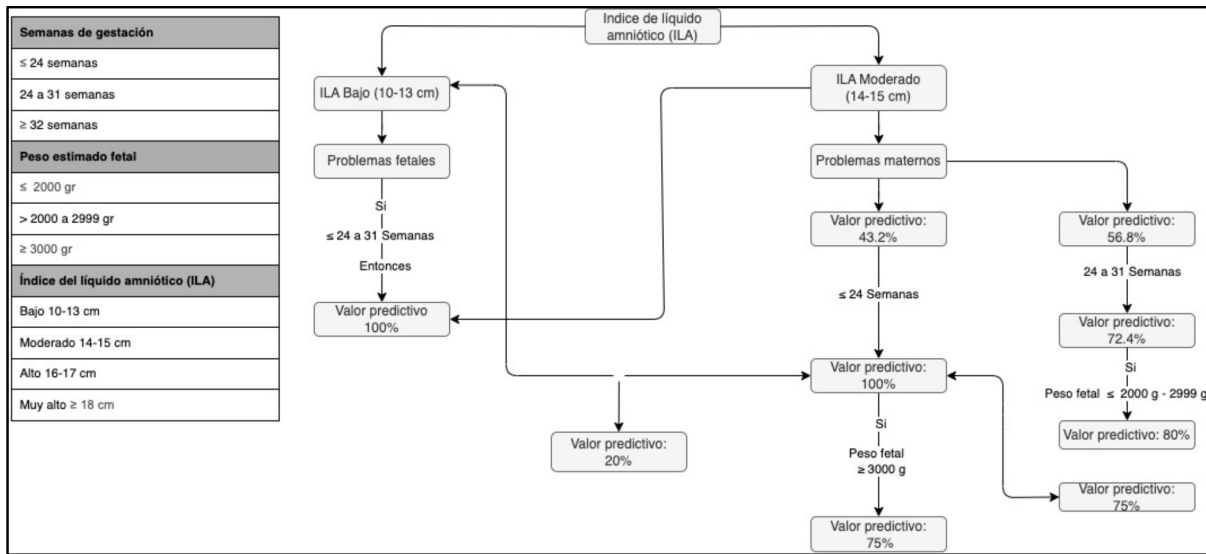 Semanas de gestación
≤ 24 semanas
24 a 31 semanas
≥ 32 semanas
Peso estimado fetal
≤ 2000 gr
> 2000 a 2999 gr
≥ 3000 gr
Índice del líquido amniótico (ILA)
Bajo 10-13 cm
Moderado 14-15 cm
Alto 16-17 cm
Muy alto ≥ 18 cm
Indice de líquido
amniótico (ILA)
ILA Bajo (10-13 cm)
Problemas fetales
Si
≤ 24 a 31 Semanas
Entonces
Valor predictivo
100%
ILA Moderado
(14-15 cm)
Problemas maternos
Valor predictivo:
43.2%
≤ 24 Semanas
Valor predictivo:
100%
Si
Peso fetal
≥ 3000 g
Valor predictivo:
75%
Valor predictivo:
20%
Valor predictivo:
56.8%
24 a 31 Semanas
Valor predictivo:
72.4%
Si
Peso fetal ≤ 2000 g - 2999 g
Valor predictivo: 80%
Valor predictivo:
75%